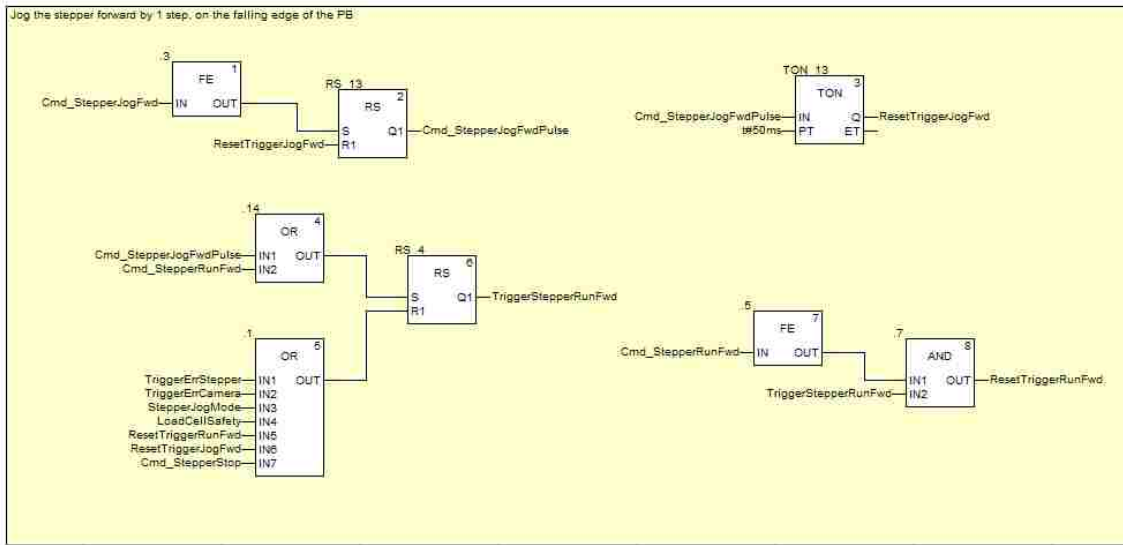 Jog the stepper forward by 1 step, on the falling edge of the PB
.3
1
FE
Cmd_StepperJogFwd
IN OUT
RS_13
2
RS
S Q1
Cmd_StepperJogFwdPulse
ResetTriggerJogFwd
R1
TON_13
3
TON
Cmd_StepperJogFwdPulse
IN Q
ResetTriggerJogFwd
t#50ms
PT ET
.14
4
OR
Cmd_StepperJogFwdPulse
IN1 OUT
Cmd_StepperRunFwd
IN2
RS_4
6
RS
S Q1
TriggerStepperRunFwd
R1
.1
5
OR
TriggerErrStepper
IN1 OUT
TriggerErrCamera
IN2
StepperJogMode
IN3
LoadCellSafety
IN4
ResetTriggerRunFwd
IN5
ResetTriggerJogFwd
IN6
Cmd_StepperStop
IN7
.5
7
FE
Cmd_StepperRunFwd
IN OUT
.7
8
AND
IN1 OUT
ResetTriggerRunFwd
TriggerStepperRunFwd
IN2